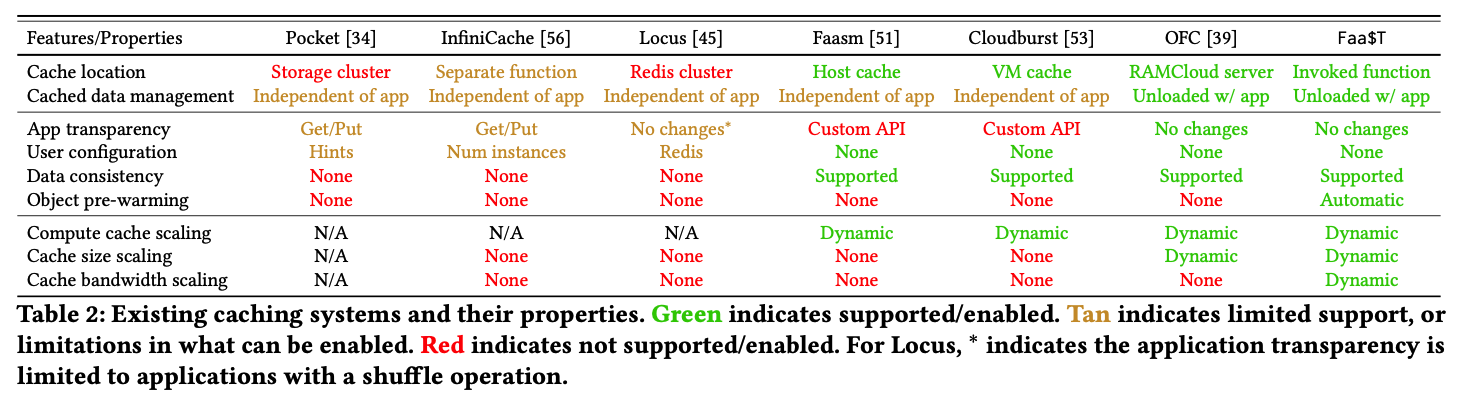 Features/Properties Pocket [34] InfiniCache [56] Locus [45] Faasm [51] Cloudburst [53] OFC [39] Faa$T
Cache location Storage cluster Separate function Redis cluster Host cache VM cache RAMCloud server Invoked function
Cached data management Independent of app Independent of app Independent of app Independent of app Independent of app Unloaded w/ app Unloaded w/ app
App transparency Get/Put Get/Put No changes* Custom API Custom API No changes No changes
User configuration Hints Num instances Redis None None None None
Data consistency None None None Supported Supported Supported Supported
Object pre-warming None None None None None None Automatic
Compute cache scaling N/A N/A N/A Dynamic Dynamic Dynamic Dynamic
Cache size scaling N/A None None None None Dynamic Dynamic
Cache bandwidth scaling N/A None None None None None Dynamic
Table 2: Existing caching systems and their properties. Green indicates supported/enabled. Tan indicates limited support, or
limitations in what can be enabled. Red indicates not supported/enabled. For Locus, * indicates the application transparency is
limited to applications with a shuffle operation.